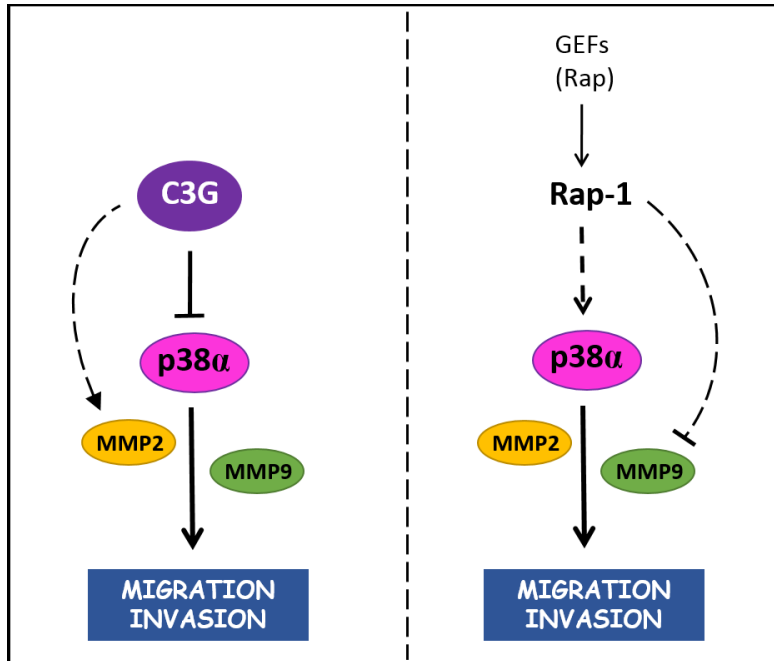 C3G
p38α
MMP2
MMP9
MIGRATION
INVASION
GEFs
(Rap)
Rap-1
p38α
MMP2
MMP9
MIGRATION
INVASION